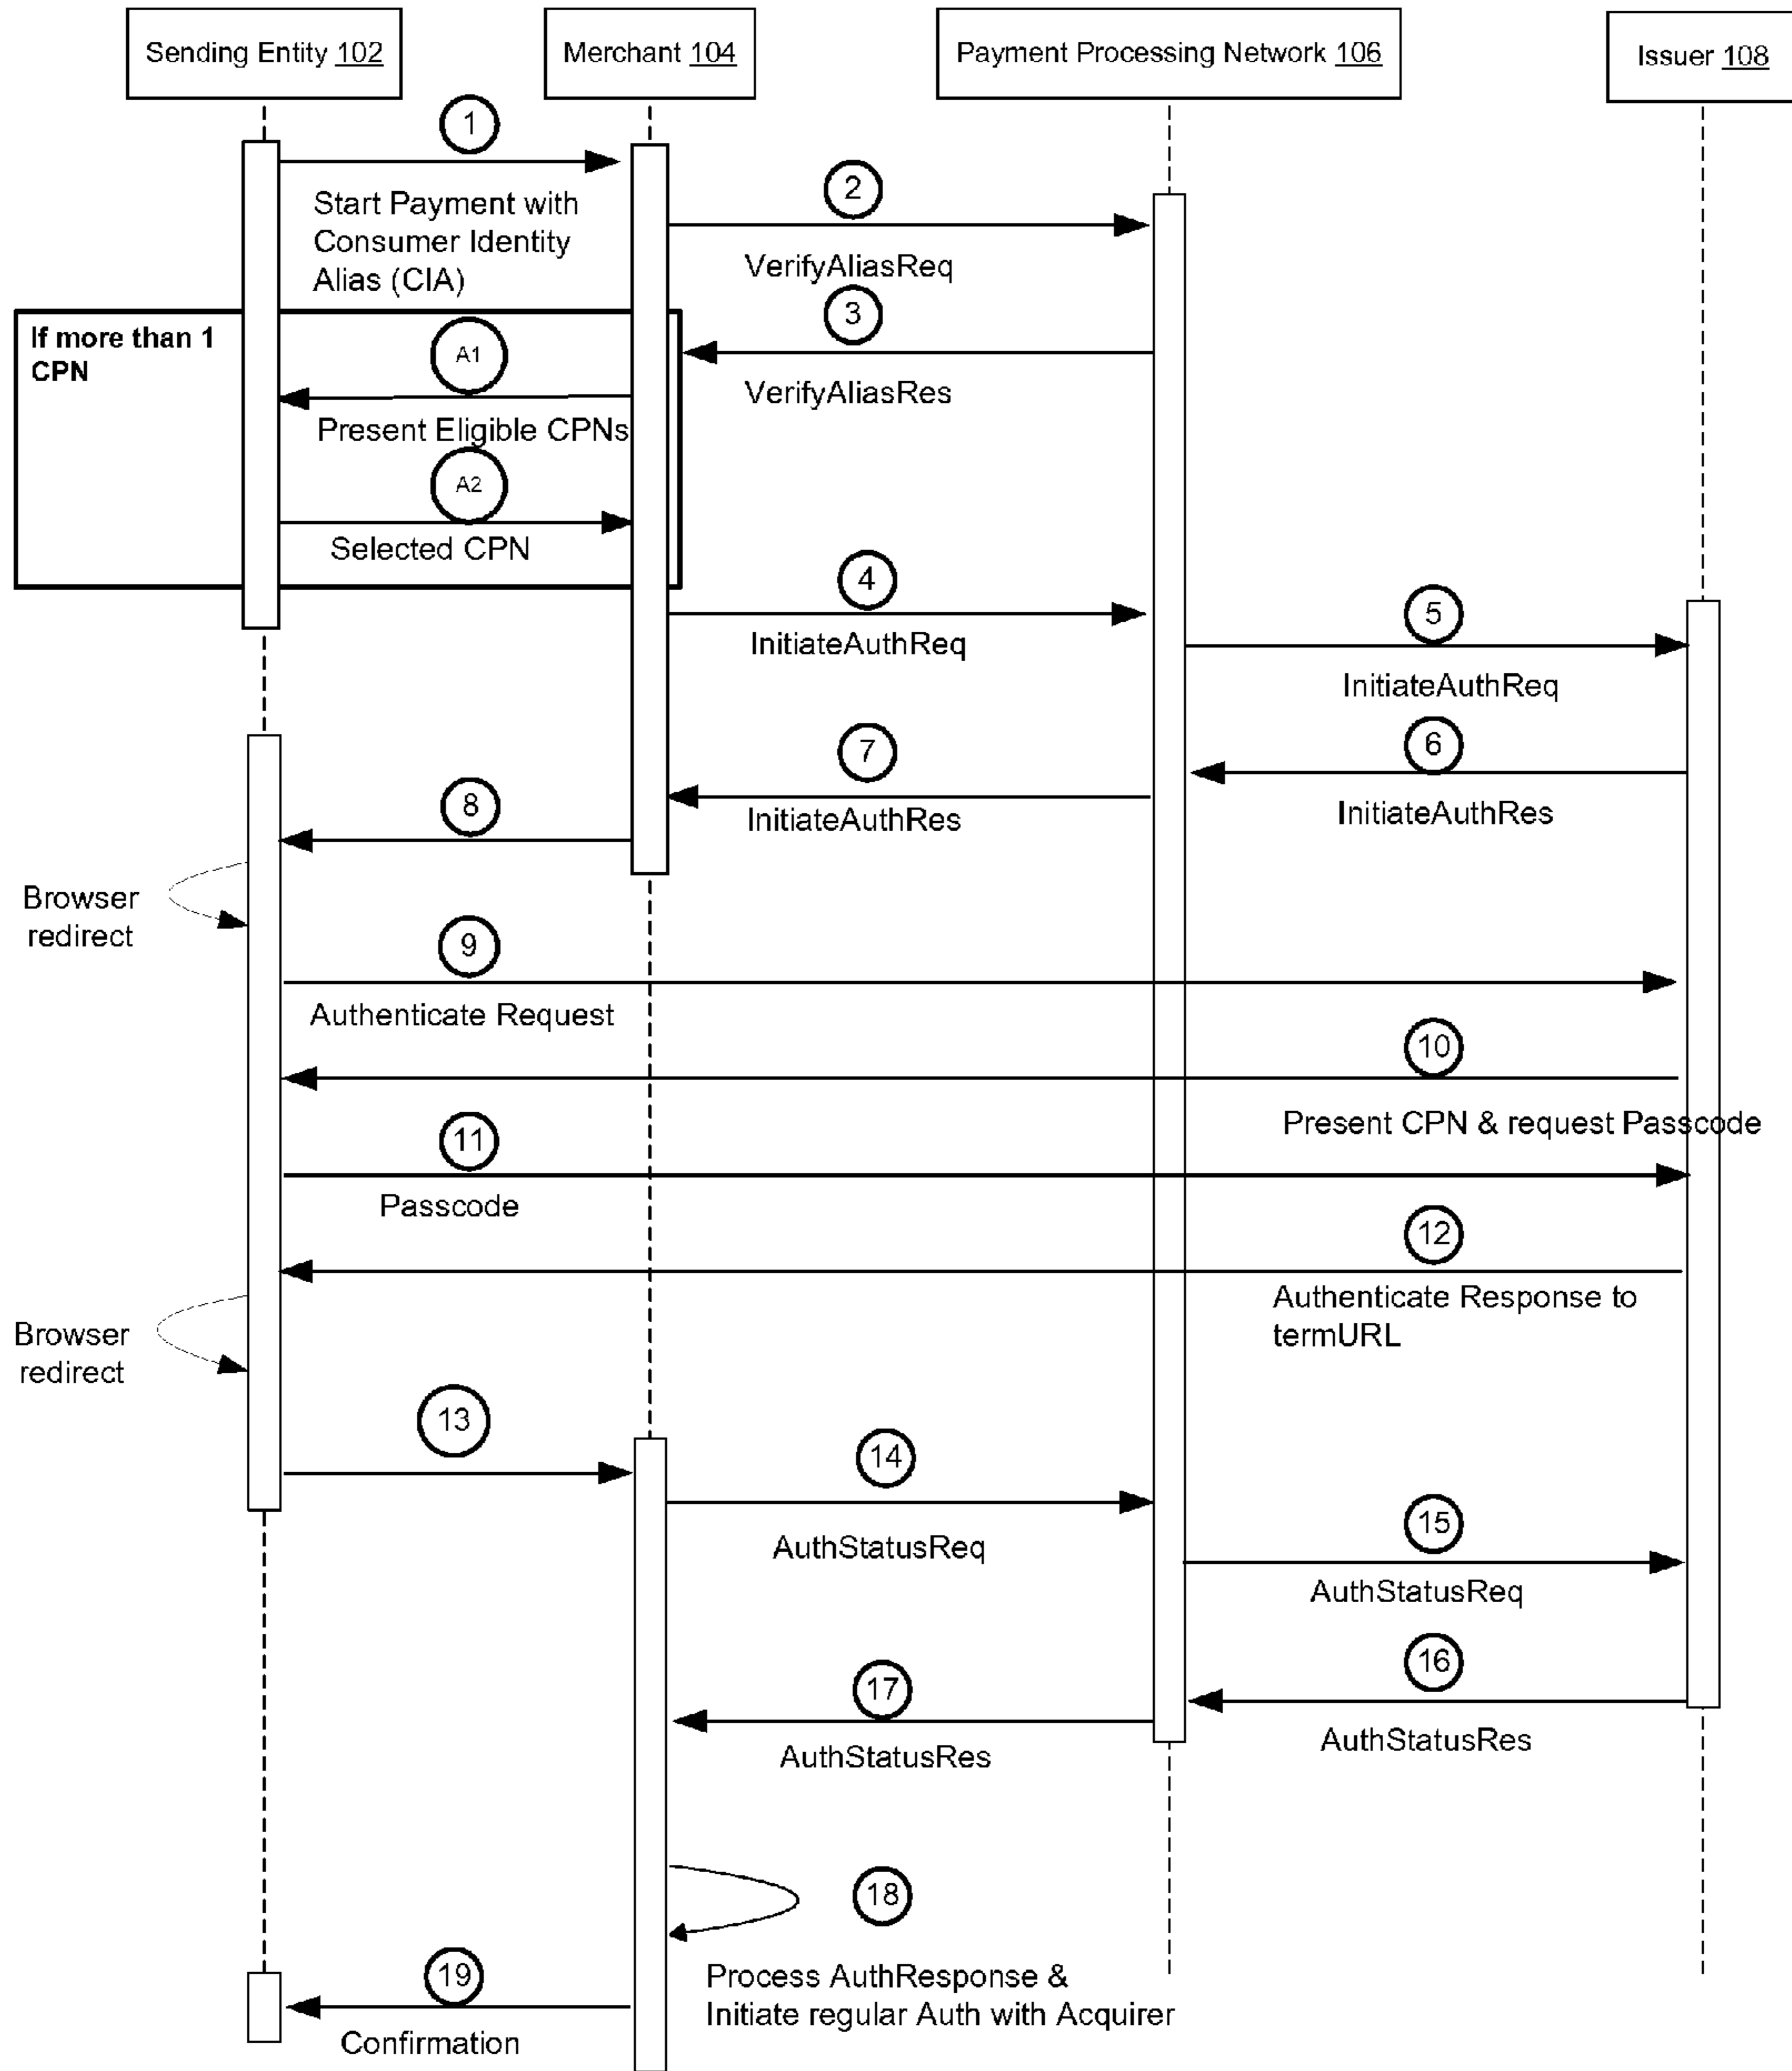 Sending Entity 102
Merchant 104
Payment Processing Network 106
Issuer 108
1
Start Payment with
Consumer Identity
Alias (CIA)
2
VerifyAliasReq
3
VerifyAliasRes
If more than 1
CPN
A1
Present Eligible CPNs
A2
Selected CPN
4
InitiateAuthReq
5
InitiateAuthReq
6
InitiateAuthRes
7
InitiateAuthRes
8
Browser
redirect
9
Authenticate Request
10
Present CPN & request Passcode
11
Passcode
12
Authenticate Response to
termURL
Browser
redirect
13
14
AuthStatusReq
15
AuthStatusReq
16
AuthStatusRes
17
AuthStatusRes
18
Process AuthResponse &
Initiate regular Auth with Acquirer
19
Confirmation